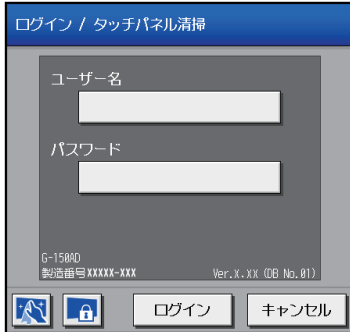 ログイン / タッチパネル清掃
ユーザー名
パスワード
G-150AD
製造番号XXXXX-XXX Ver.X.XX (DB No.01)
ログイン キャンセル